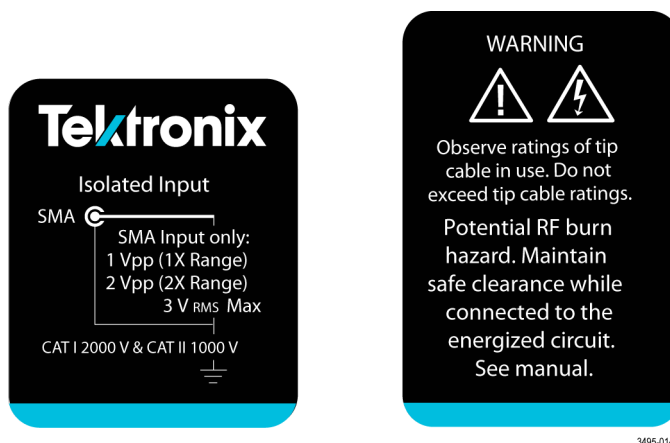 Tektronix
Isolated Input
SMA
SMA Input only:
1 Vpp (1X Range)
2 Vpp (2X Range)
3 V RMS Max
CAT I 2000 V & CAT II 1000 V
WARNING
Observe ratings of tip
cable in use. Do not
exceed tip cable ratings.
Potential RF burn
hazard. Maintain
safe clearance while
connected to the
energized circuit.
See manual.